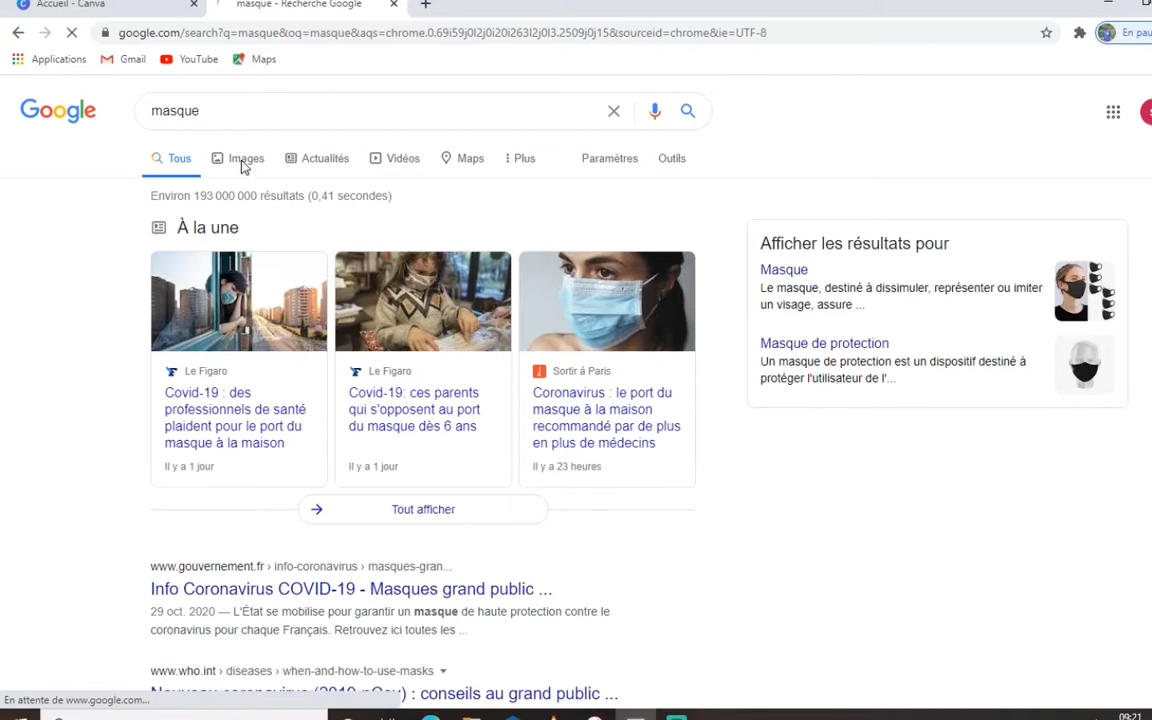 Accueil - Canva
masque - Recherche Google
google.com/search?q=masque&oq=masque&aqs=chrome.0.69i59j0l2j0i20i263l2j0l3.2509j0j15&sourceid=chrome&ie=UTF-8
En pau
Applications
Gmail
YouTube
Maps
Google
masque
Tous
Images
Actualités
Vidéos
Maps
Plus
Paramètres
Outils
Environ 193 000 000 résultats (0,41 secondes)
À la une
Le Figaro
Covid-19 : des
professionnels de santé
plaident pour le port du
masque à la maison
Il y a 1 jour
Le Figaro
Covid-19: ces parents
qui s'opposent au port
du masque dès 6 ans
Il y a 1 jour
Sortir à Paris
Coronavirus : le port du
masque à la maison
recommandé par de plus
en plus de médecins
Il y a 23 heures
Tout afficher
Afficher les résultats pour
Masque
Le masque, destiné à dissimuler, représenter ou imiter
un visage, assure ...
Masque de protection
Un masque de protection est un dispositif destiné à
protéger l'utilisateur de l'...
www.gouvernement.fr › info-coronavirus › masques-gran...
Info Coronavirus COVID-19 - Masques grand public ...
29 oct. 2020 — L'État se mobilise pour garantir un masque de haute protection contre le
coronavirus pour chaque Français. Retrouvez ici toutes les ...
www.who.int › diseases › when-and-how-to-use-masks
Nouveau coronavirus (2019-nCov) : conseils au grand public ...
En attente de www.google.com...
09:21